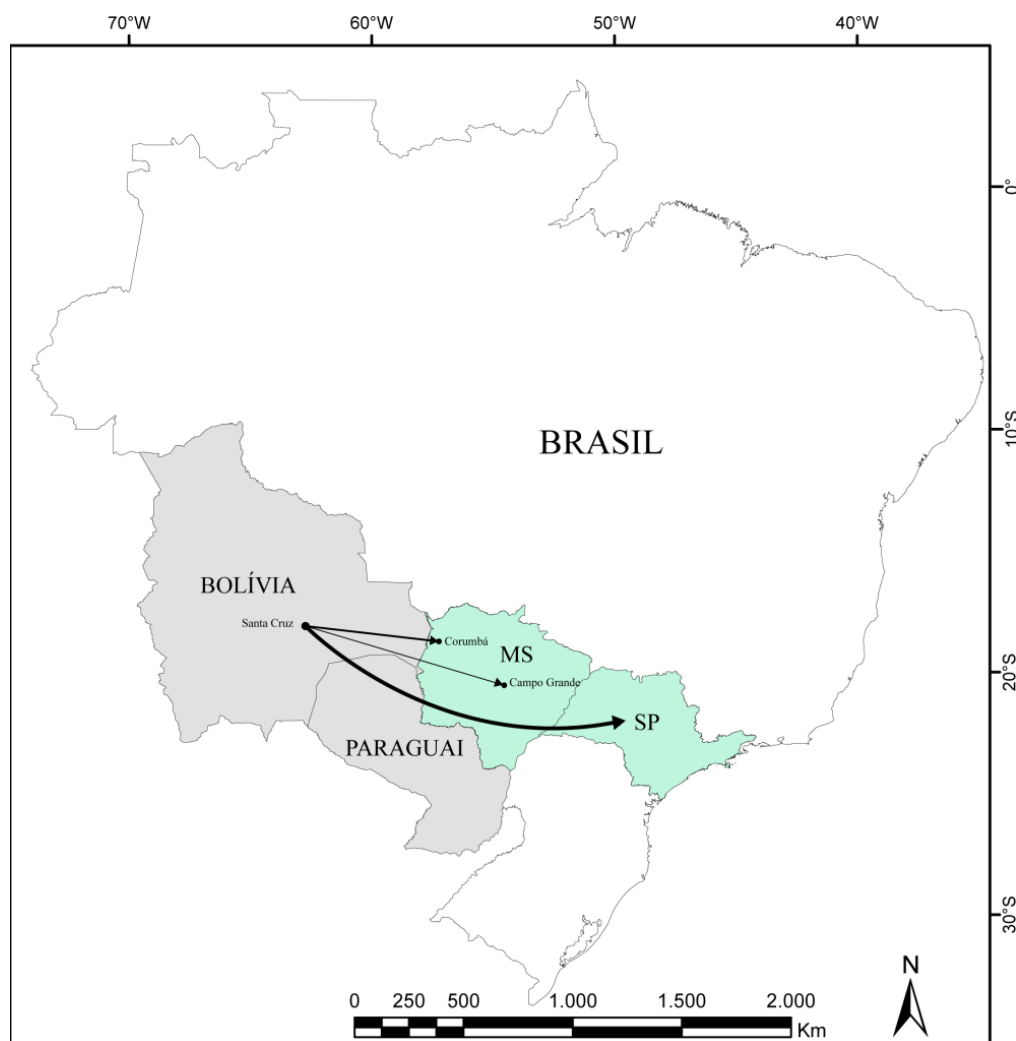 70°W 60°W 50°W 40°W
0°
BRASIL
10°S
BOLÍVIA
Santa Cruz
Corumbá
MS
Campo Grande
20°S
SP
PARAGUAI
30°S
N
0 250 500 1.000 1.500 2.000
Km